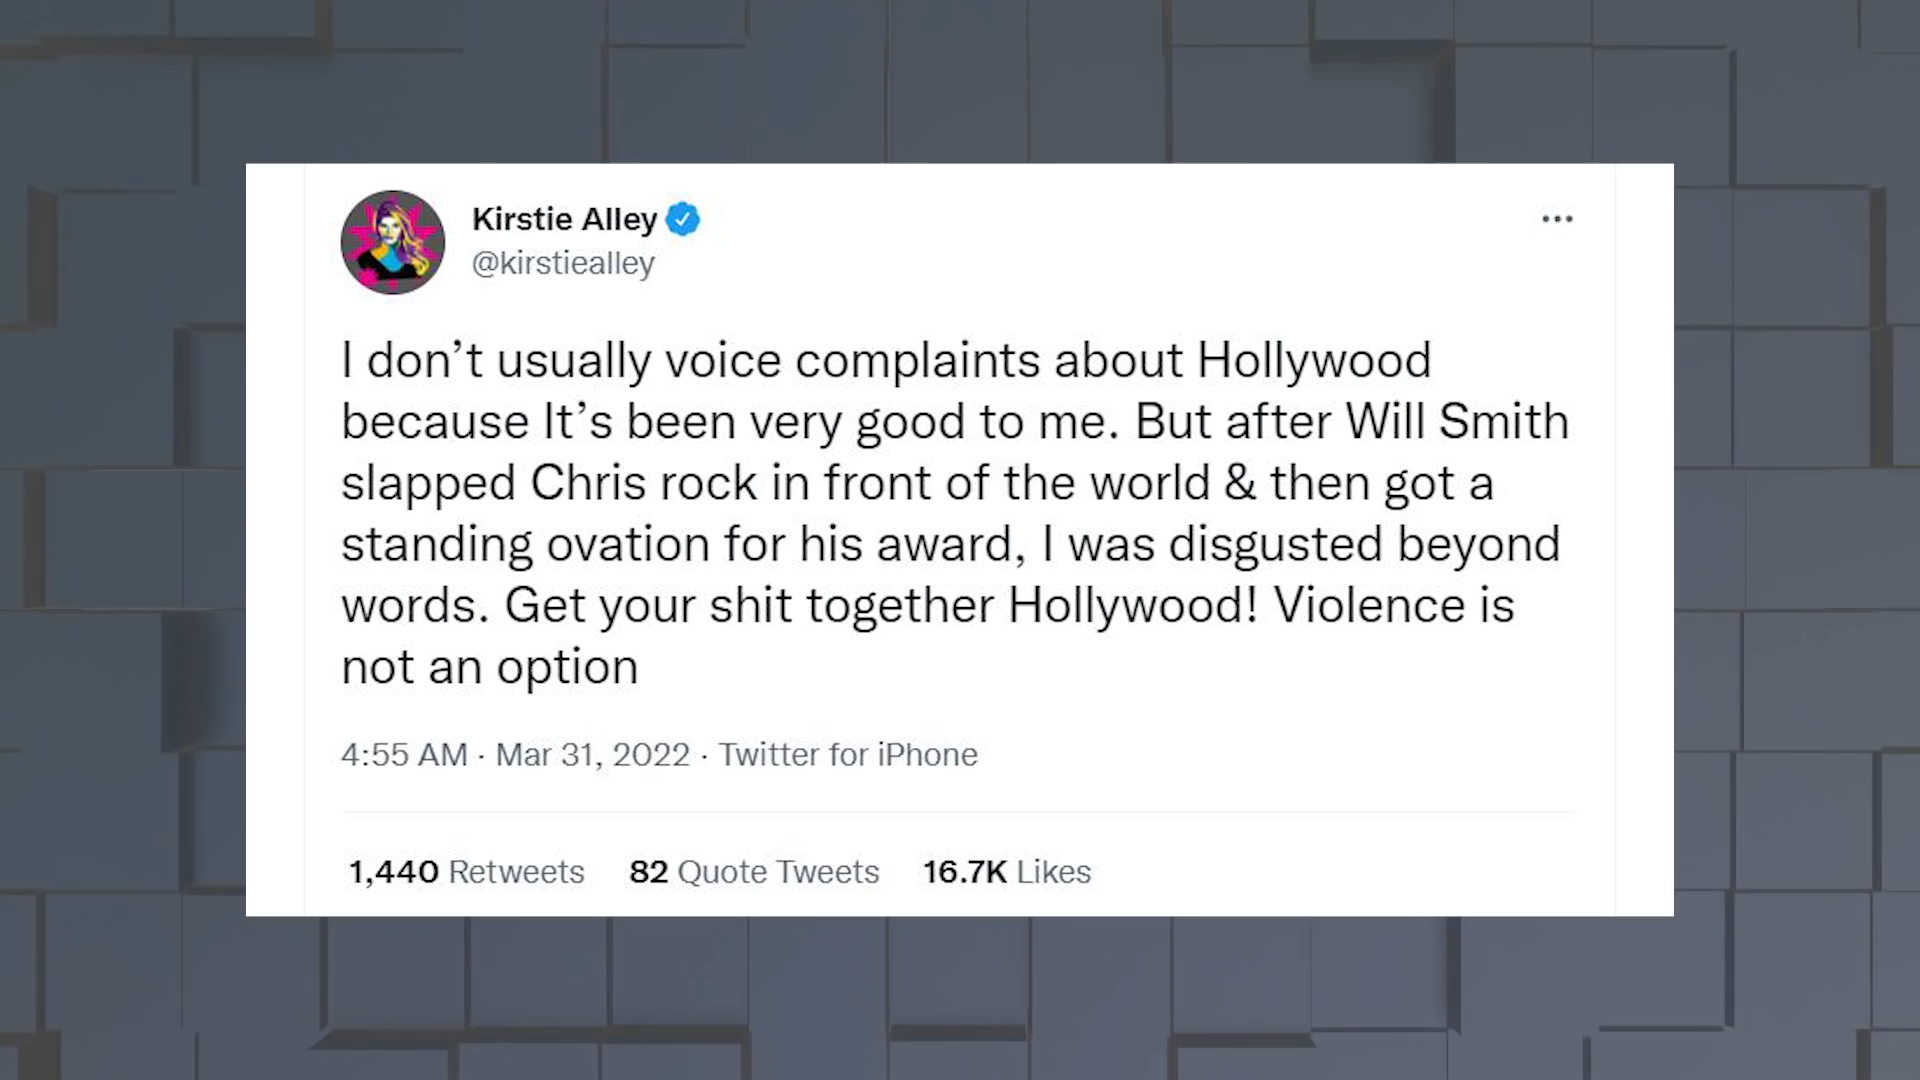 Kirstie Alley
@kirstiealley
I don’t usually voice complaints about Hollywood
because It’s been very good to me. But after Will Smith
slapped Chris rock in front of the world & then got a
standing ovation for his award, I was disgusted beyond
words. Get your shit together Hollywood! Violence is
not an option
4:55 AM · Mar 31, 2022 · Twitter for iPhone
1,440 Retweets 82 Quote Tweets 16.7K Likes